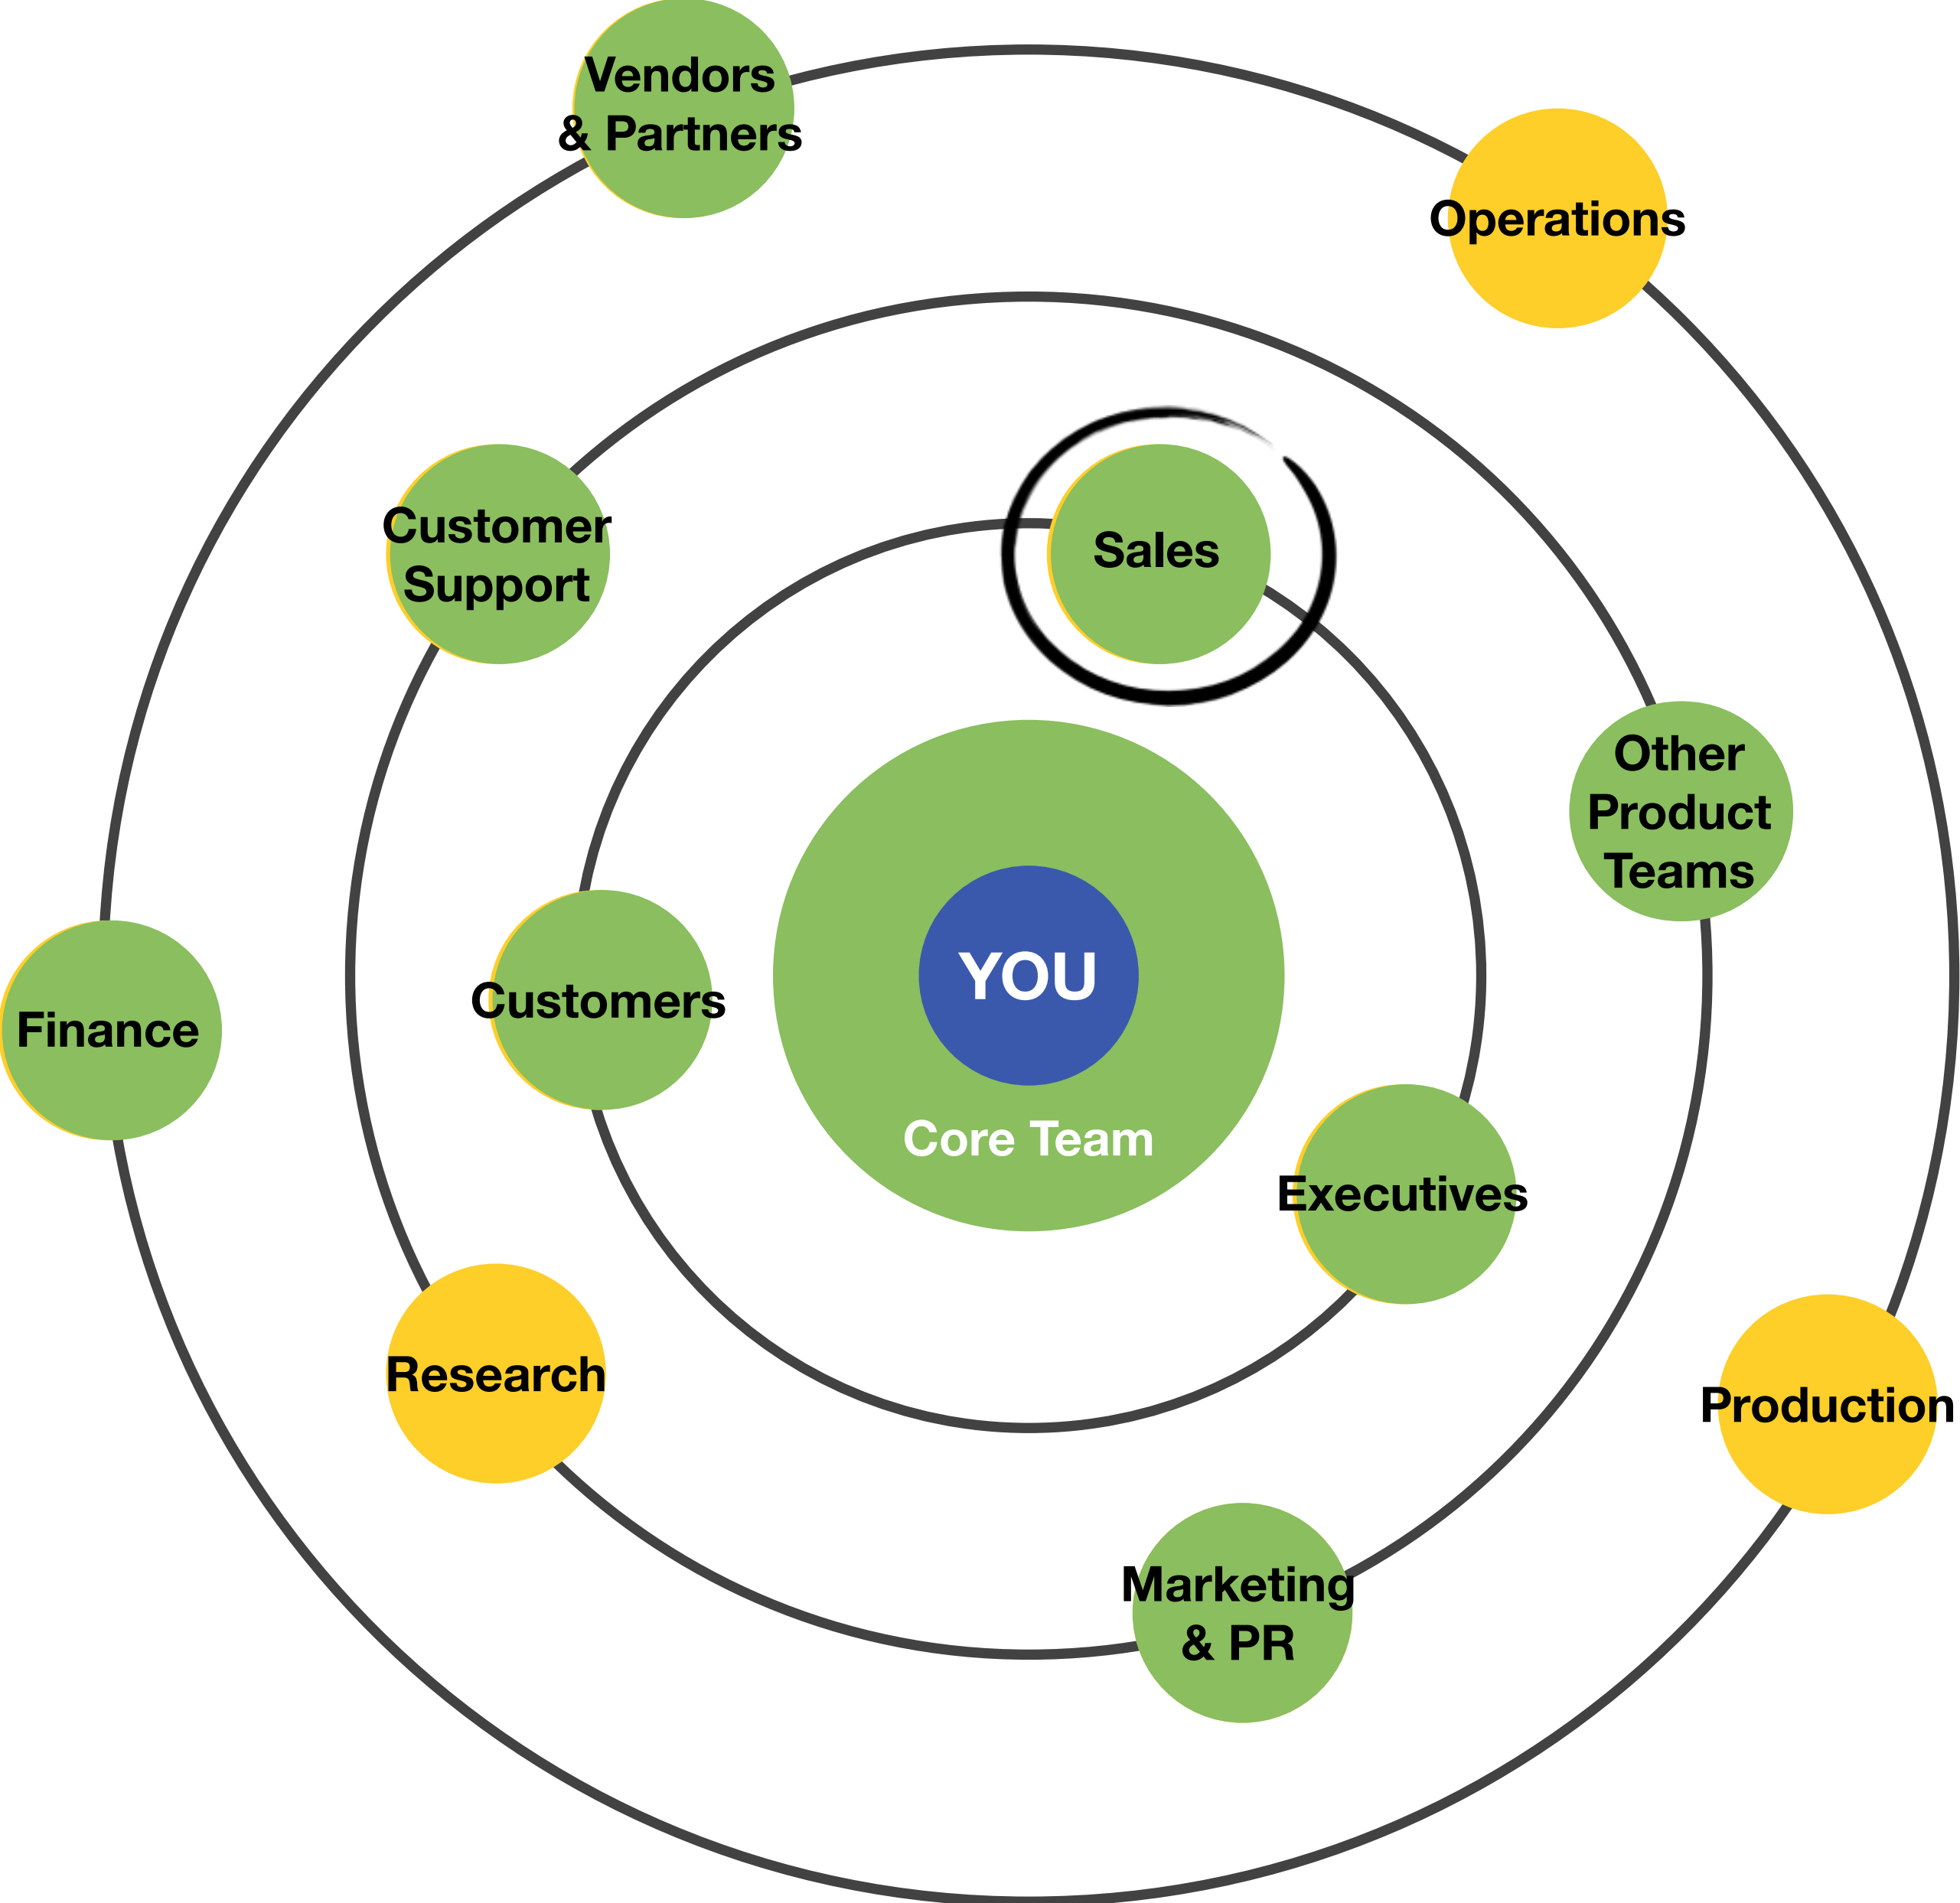 Vendors
& Partners
Operations
Customer
Support
Sales
Other
Product
Teams
YOU
Customers
Finance
Core Team
Executives
Research
Production
Marketing
& PR